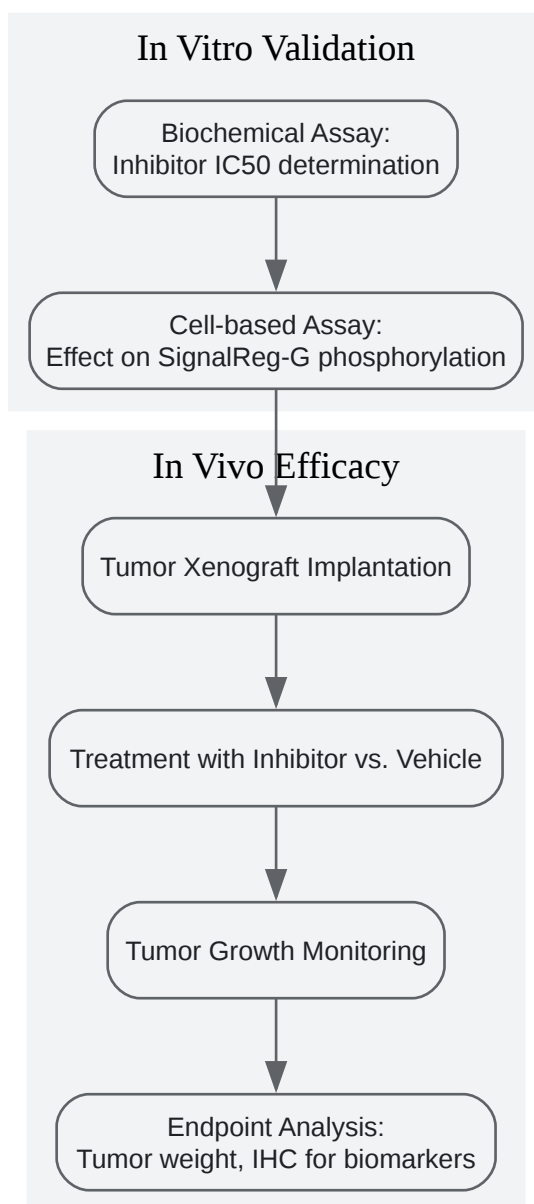 In Vitro Validation
Biochemical Assay:
Inhibitor IC50 determination
Cell-based Assay:
Effect on SignalReg-G phosphorylation
In Vivo Efficacy
Tumor Xenograft Implantation
Treatment with Inhibitor vs. Vehicle
Tumor Growth Monitoring
Endpoint Analysis:
Tumor weight, IHC for biomarkers